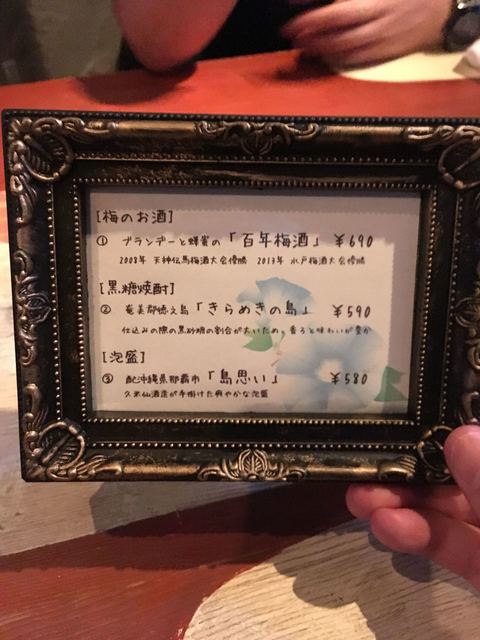 [梅のお酒]
① ブランデーと蜂蜜の「百年梅酒」 ¥690
2008年 天神伝馬梅酒大会優勝 2013年 水戸梅酒大会優勝
[黒糖焼酎]
② 奄美郡徳之島「きらめきの島」 ¥590
仕込みの際の黒砂糖の割合が大いため。香ろと味わいが豊か
[泡盛]
③ 配沖縄県那覇市「島思い」 ¥580
久米仙酒造が手掛けた爽やかな泡盛